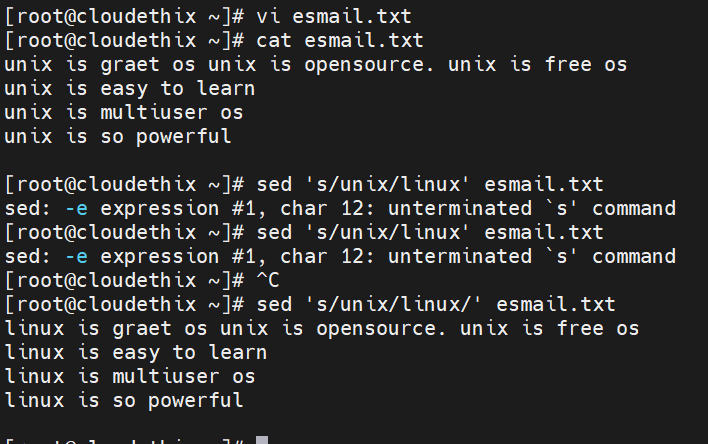 [root@cloudethix ~]# vi esmail.txt
[root@cloudethix ~]# cat esmail.txt
unix is graet os unix is opensource. unix is free os
unix is easy to learn
unix is multiuser os
unix is so powerful
[root@cloudethix ~]# sed 's/unix/linux' esmail.txt
sed: -e expression #1, char 12: unterminated `s' command
[root@cloudethix ~]# sed 's/unix/linux' esmail.txt
sed: -e expression #1, char 12: unterminated `s' command
[root@cloudethix ~]# ^C
[root@cloudethix ~]# sed 's/unix/linux/' esmail.txt
linux is graet os unix is opensource. unix is free os
linux is easy to learn
linux is multiuser os
linux is so powerful
[root@cloudethix ~]#